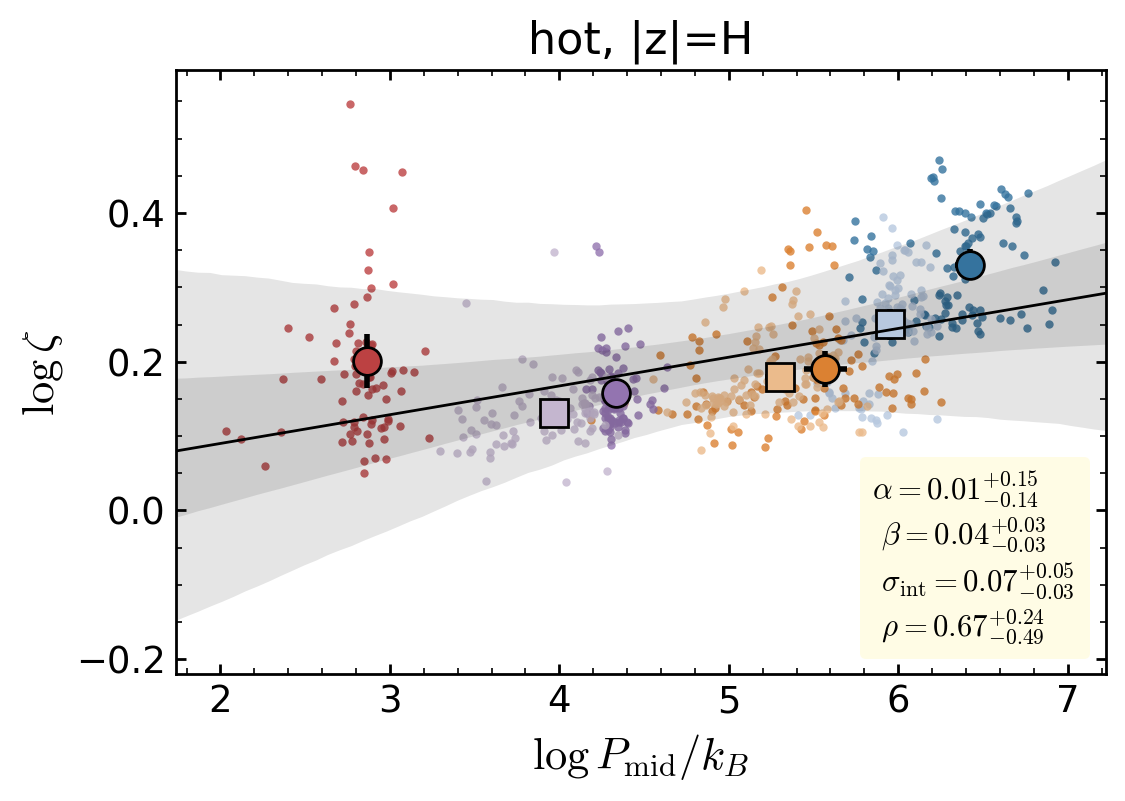 hot, |z|=H
log ζ
0.4
0.2
0.0
−0.2
α = 0.01^{+0.15}_{−0.14}
β = 0.04^{+0.03}_{−0.03}
σ_int = 0.07^{+0.05}_{−0.03}
ρ = 0.67^{+0.24}_{−0.49}
2 3 4 5 6 7
log P_mid/k_B